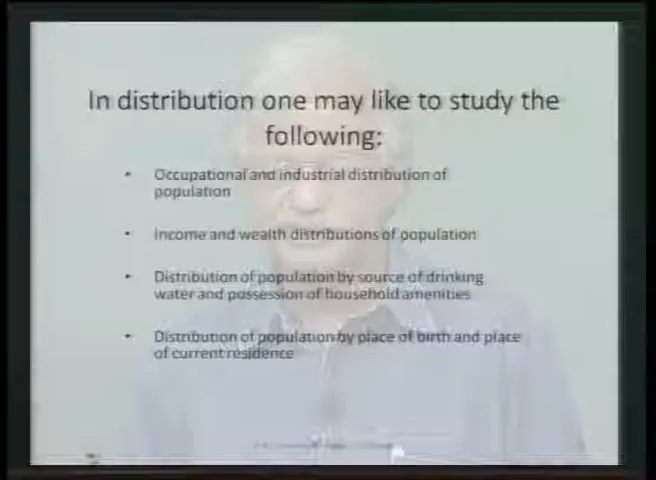 In distribution one may like to study the
following:
• Occupational and industrial distribution of
population
• Income and wealth distributions of population
• Distribution of population by source of drinking
water and possession of household amenities
• Distribution of population by place of birth and place
of current residence